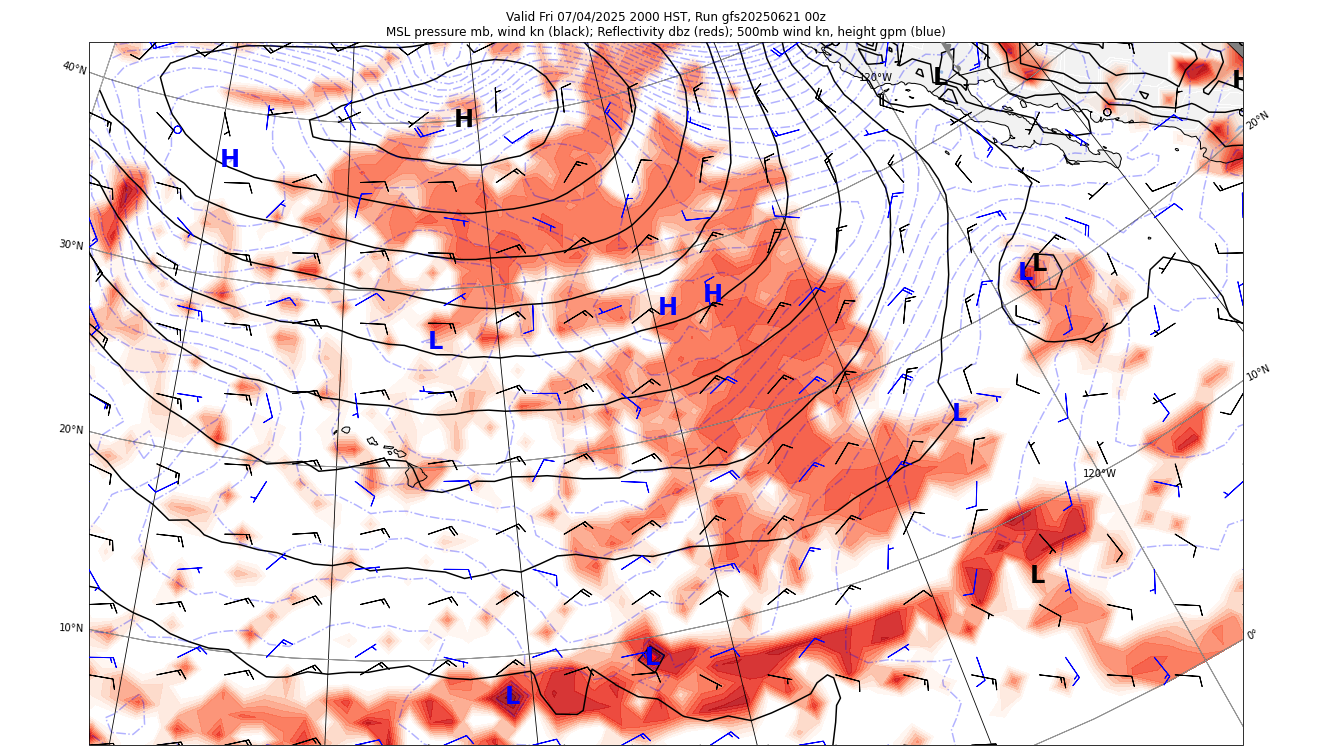 Valid Fri 07/04/2025 2000 HST, Run gfs20250621 00z
MSL pressure mb, wind kn (black); Reflectivity dbz (reds); 500mb wind kn, height gpm (blue)
40°N
120°W
L
H
20°N
H
H
30°N
L
L
H
H
L
10°N
L
20°N
120°W
L
10°N
0°
L
L